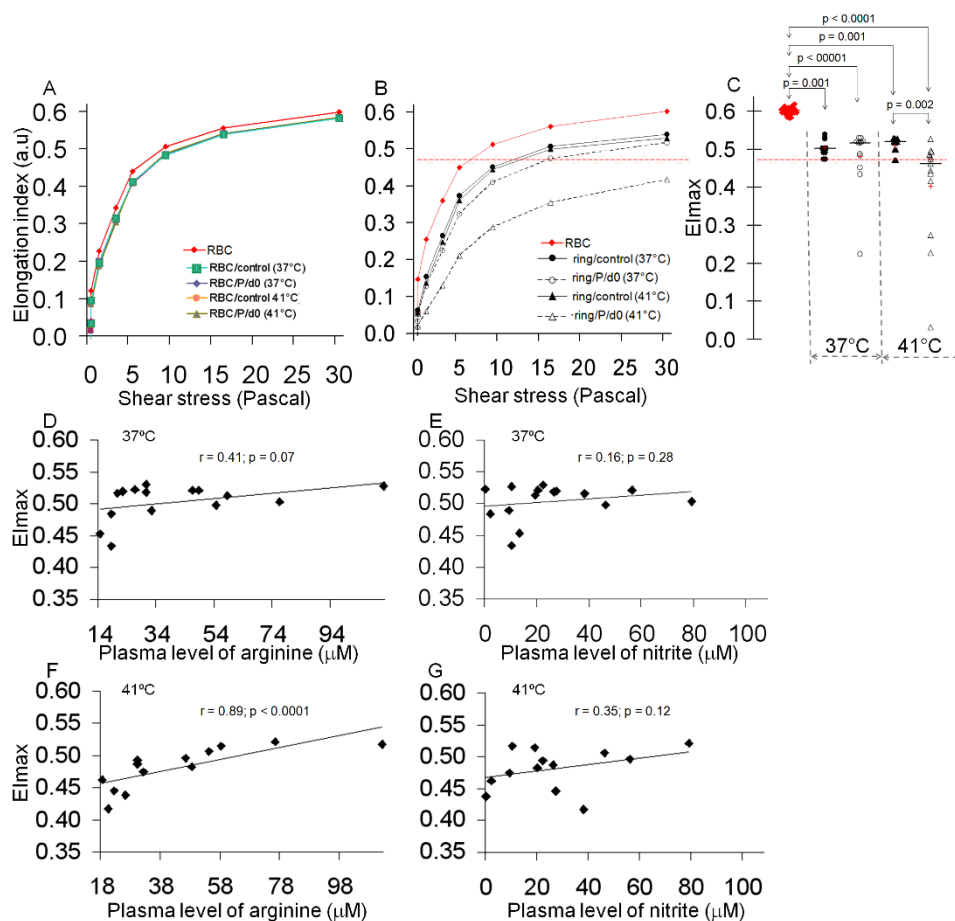 A
Elongation index (a.u)
0.6
0.5
0.4
0.3
0.2
0.1
0.0
RBC
RBC/control (37°C)
RBC/P/d0 (37°C)
RBC/control 41°C)
RBC/P/d0 (41°C)
0 5 10 15 20 25 30
Shear stress (Pascal)
B
0.6
0.5
0.4
0.3
0.2
0.1
0.0
RBC
ring/control (37°C)
ring/P/d0 (37°C)
ring/control (41°C)
ring/P/d0 (41°C)
0 5 10 15 20 25 30
Shear stress (Pascal)
C
p < 0.0001
p = 0.001
p < 00001
p = 0.001
p = 0.002
EImax
0.6
0.5
0.4
0.3
0.2
0.1
0.0
37°C
41°C
D
37ºC
r = 0.41; p = 0.07
EImax
0.60
0.55
0.50
0.45
0.40
0.35
14 34 54 74 94
Plasma level of arginine (µM)
E
37ºC
r = 0.16; p = 0.28
0.60
0.55
0.50
0.45
0.40
0.35
0 20 40 60 80 100
Plasma level of nitrite (µM)
F
41ºC
r = 0.89; p < 0.0001
EImax
0.60
0.55
0.50
0.45
0.40
0.35
18 38 58 78 98
Plasma level of arginine (µM)
G
41ºC
r = 0.35; p = 0.12
0.60
0.55
0.50
0.45
0.40
0.35
0 20 40 60 80 100
Plasma level of nitrite (µM)